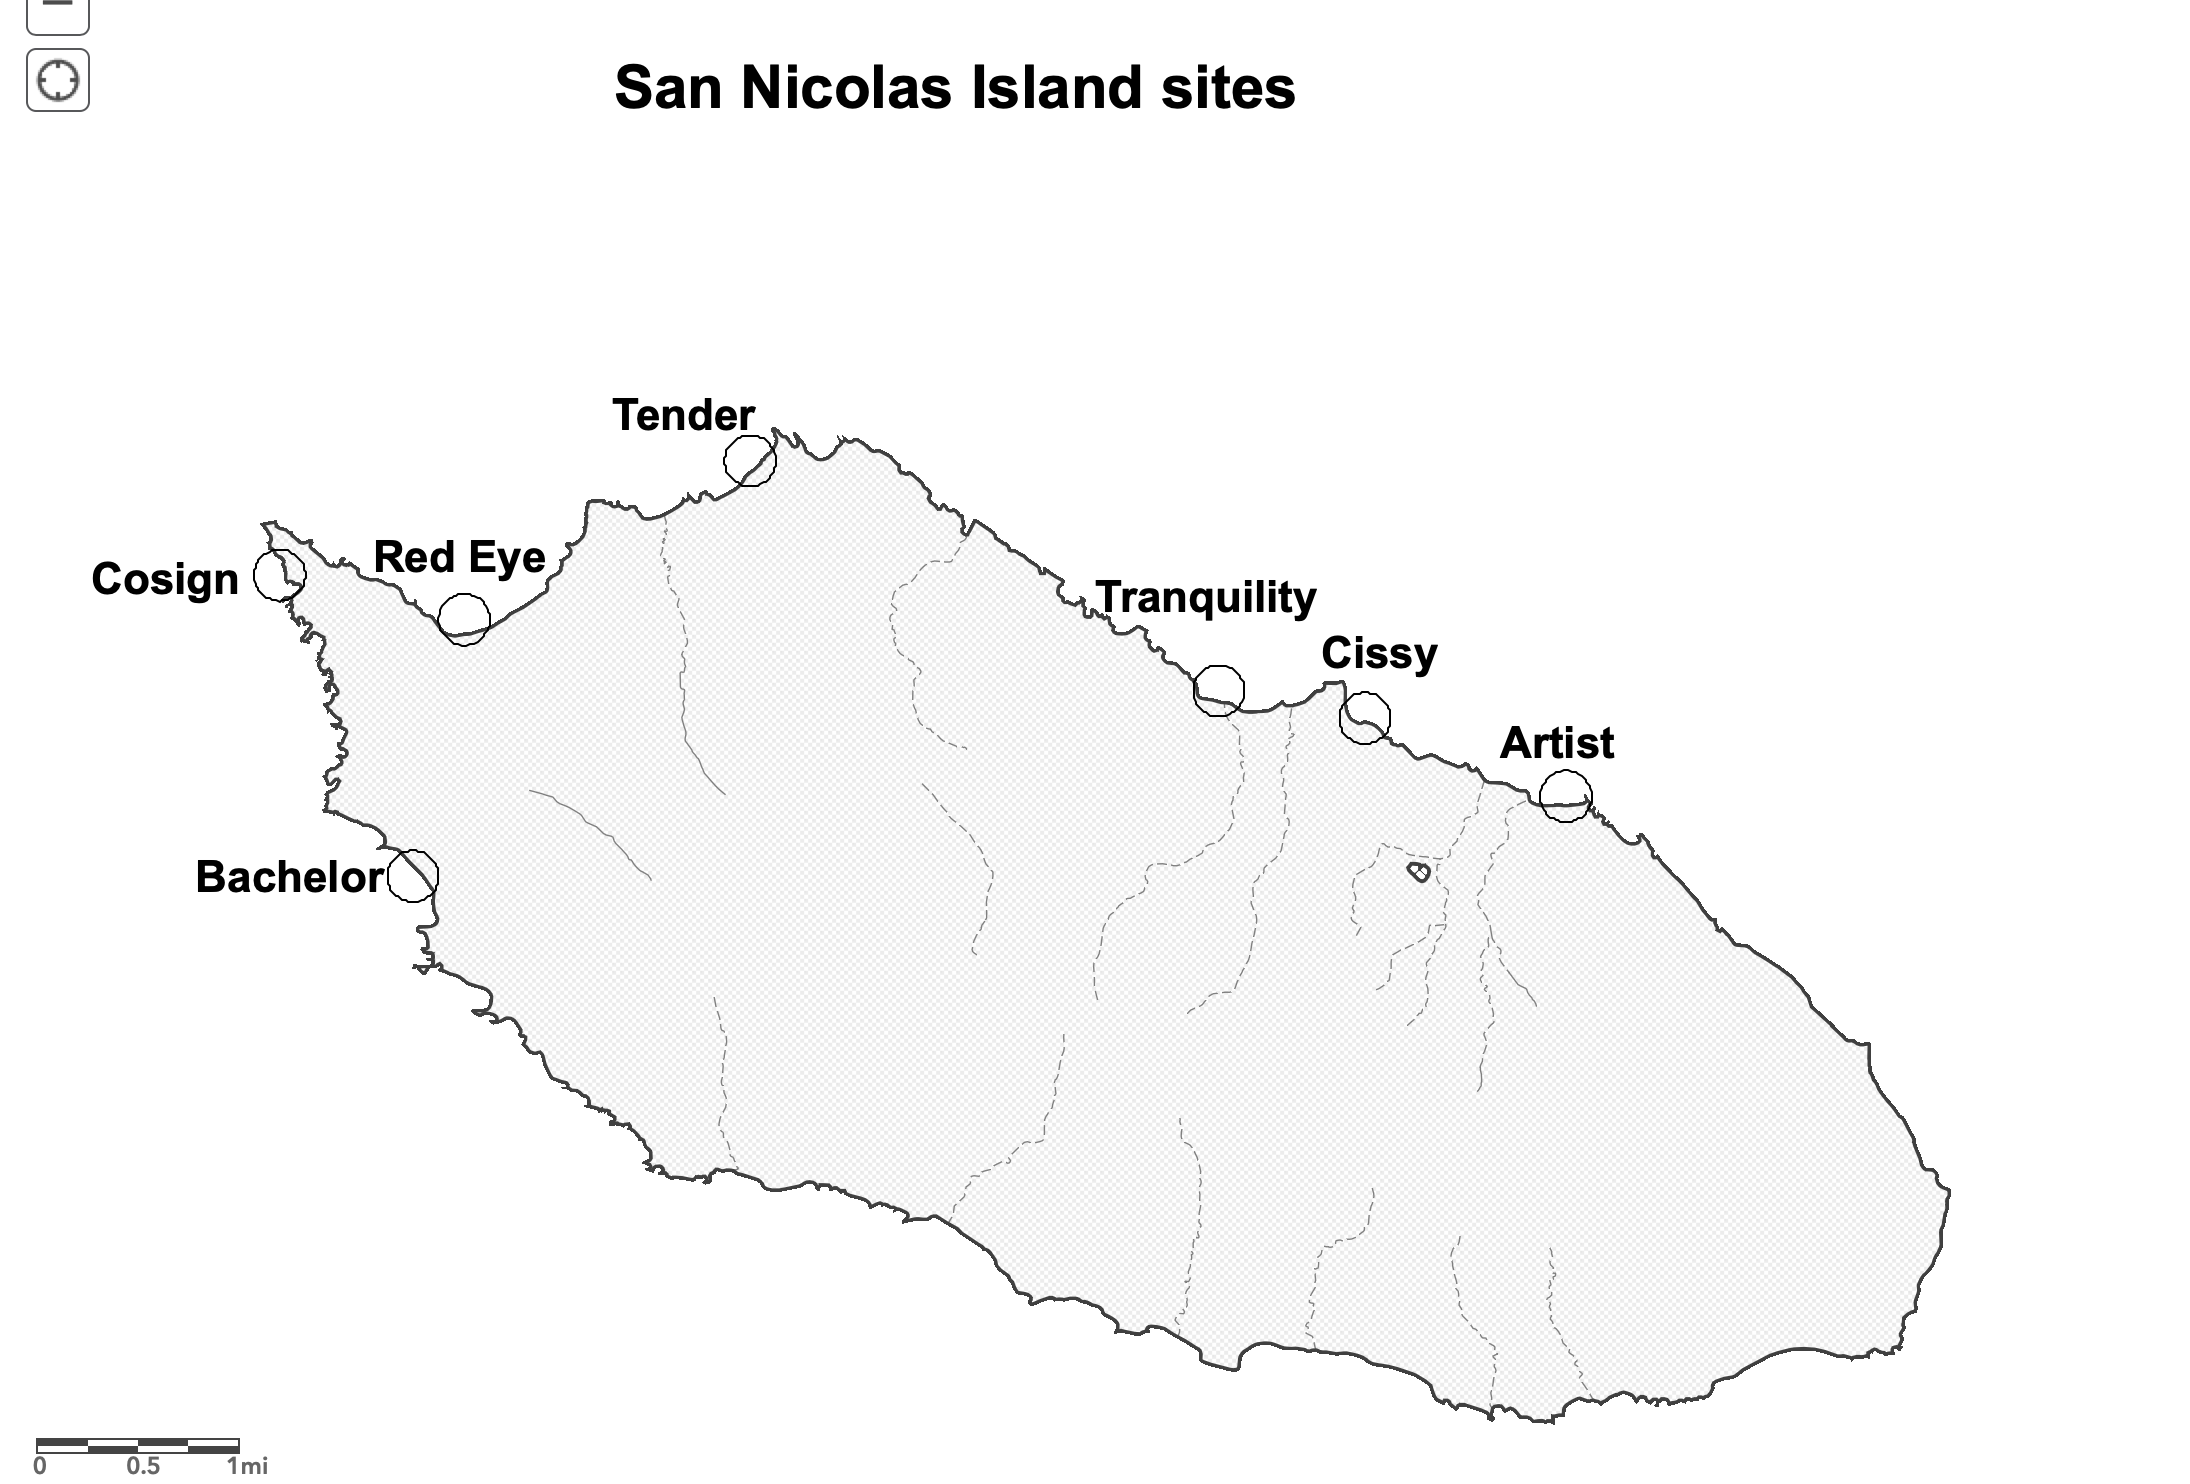 San Nicolas Island sites
Tender
Red Eye
Cosign
Tranquility
Cissy
Artist
Bachelor
0 0.5 1mi